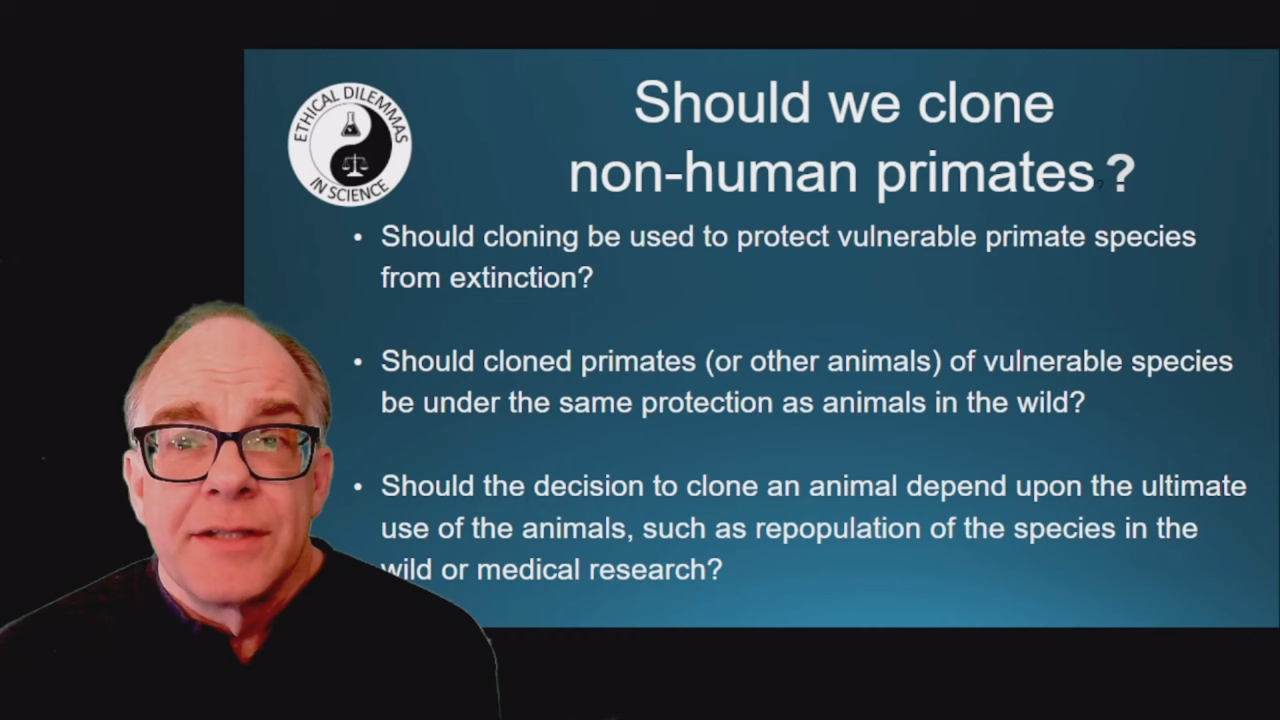 ETHICAL DILEMMAS
IN SCIENCE
Should we clone
non-human primates ?
• Should cloning be used to protect vulnerable primate species
from extinction?
• Should cloned primates (or other animals) of vulnerable species
be under the same protection as animals in the wild?
• Should the decision to clone an animal depend upon the ultimate
use of the animals, such as repopulation of the species in the
wild or medical research?